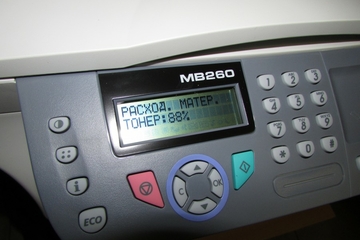 MB260
РАСХОД. МАТЕР.
ТОНЕР:88%
1 2 3
4 5 6
7 8 9
* 0 #
C OK
ECO